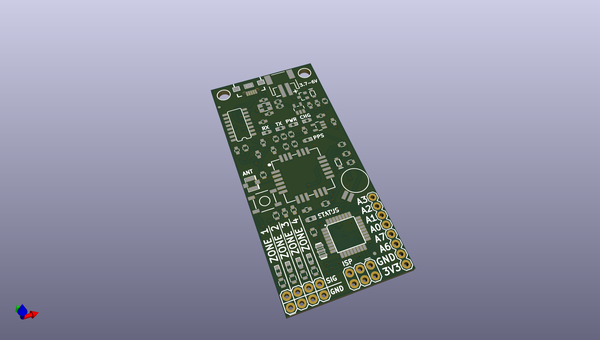 3.7-6V
RX TX PWR CHG
PPS
ANT
STATUS
ZONE 1
ZONE 2
ZONE 3
ZONE 4
A3
A2
A1
A0
A7
A6
GND
3V3
ISP
SIG
GND